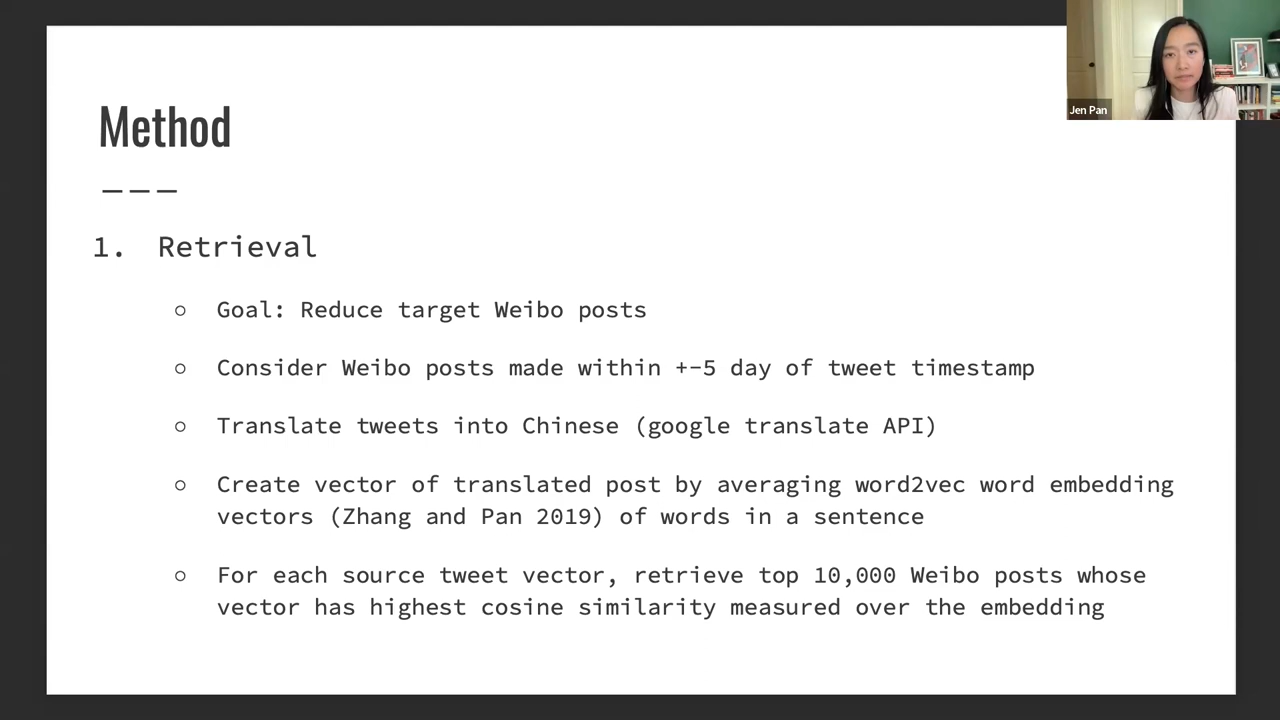 Jen Pan
Method
___
1. Retrieval
○ Goal: Reduce target Weibo posts
○ Consider Weibo posts made within +-5 day of tweet timestamp
○ Translate tweets into Chinese (google translate API)
○ Create vector of translated post by averaging word2vec word embedding
vectors (Zhang and Pan 2019) of words in a sentence
○ For each source tweet vector, retrieve top 10,000 Weibo posts whose
vector has highest cosine similarity measured over the embedding